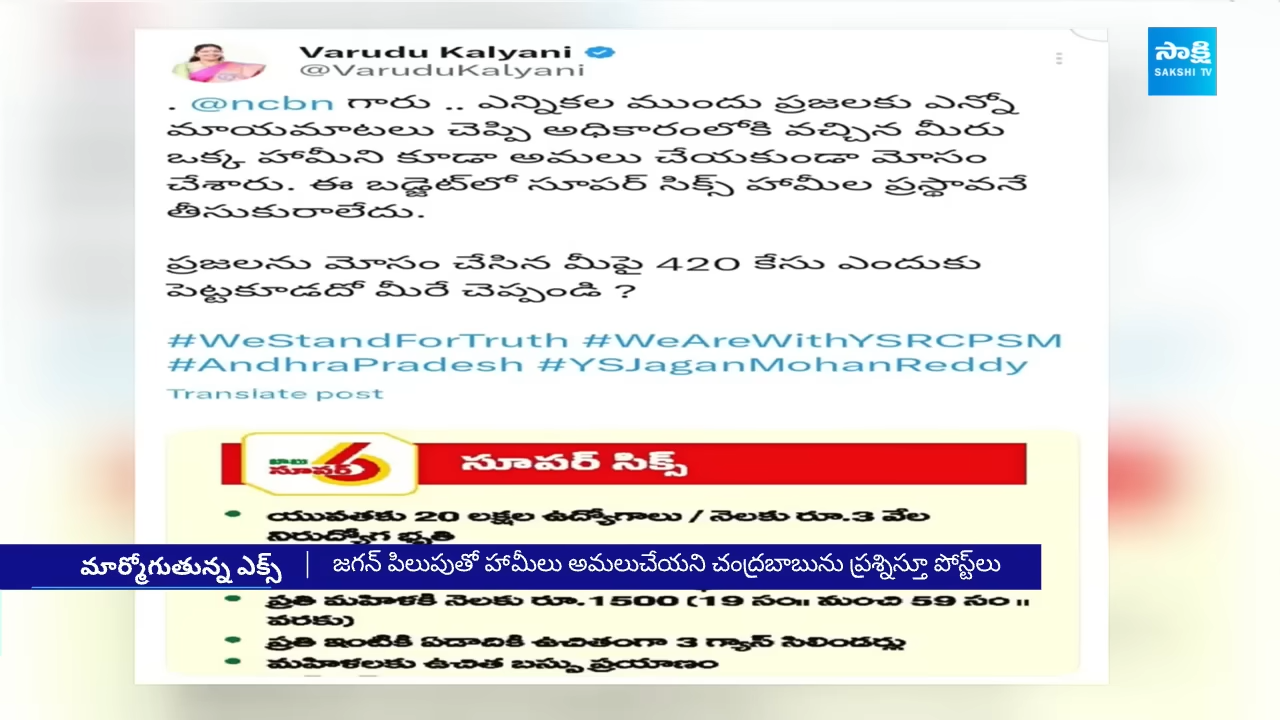 Varudu Kalyani
@VaruduKalyani
సాక్షి
SAKSHI TV
. @ncbn గారు .. ఎన్నికల ముందు ప్రజలకు ఎన్నో
మాయమాటలు చెప్పి అధికారంలోకి వచ్చిన మీరు
ఒక్క హామీని కూడా అమలు చేయకుండా మోసం
చేశారు. ఈ బడ్జెట్‌లో సూపర్ సిక్స్ హామీల ప్రస్థావనే
తీసుకురాలేదు.
ప్రజలను మోసం చేసిన మీపై 420 కేసు ఎందుకు
పెట్టకూడదో మీరే చెప్పండి ?
#WeStandForTruth #WeAreWithYSRCPSM
#AndhraPradesh #YSJaganMohanReddy
Translate post
బాబు సూపర్ 6
సూపర్ సిక్స్
యువతకు 20 లక్షల ఉద్యోగాలు / నెలకు రూ.3 వేల
నిరుద్యోగ భృతి
మార్మోగుతున్న ఎక్స్ | జగన్ పిలుపుతో హామీలు అమలుచేయని చంద్రబాబును ప్రశ్నిస్తూ పోస్ట్‌లు
ప్రతి మహిళకి నెలకు రూ.1500 (19 సం॥ నుంచి 59 సం॥
వరకు)
ప్రతి ఇంటికి ఏడాదికి ఉచితంగా 3 గ్యాస్ సిలిండర్లు
మహిళలకు ఉచిత బస్సు ప్రయాణం